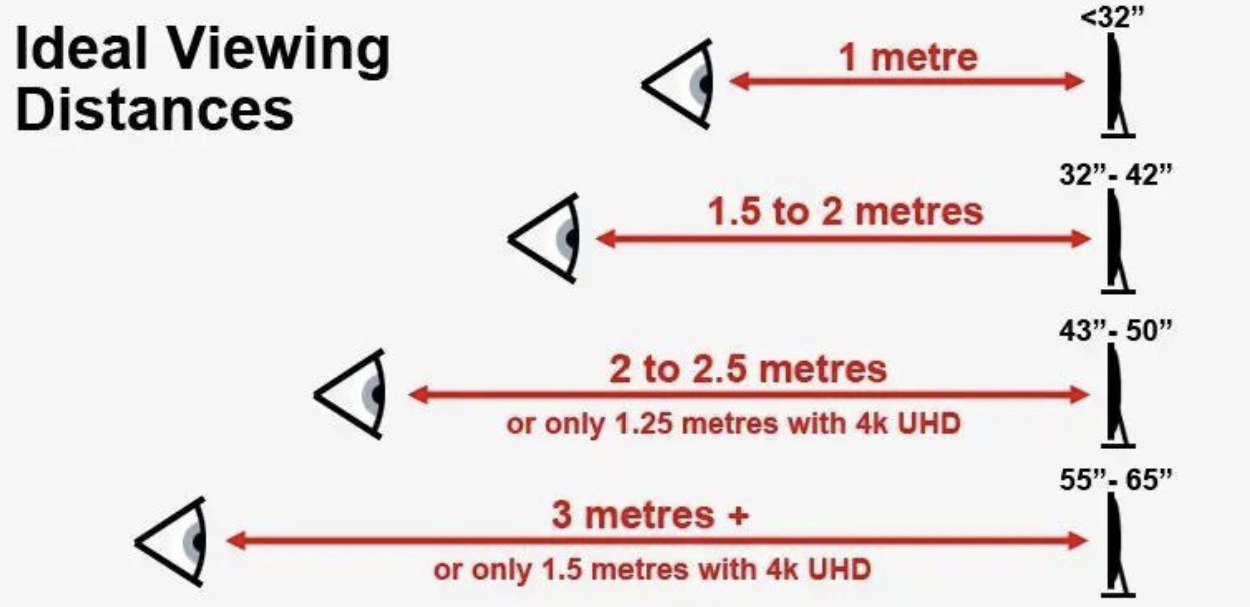 Ideal Viewing
Distances
<32”
1 metre
32”- 42”
1.5 to 2 metres
43”- 50”
2 to 2.5 metres
or only 1.25 metres with 4k UHD
55”- 65”
3 metres +
or only 1.5 metres with 4k UHD